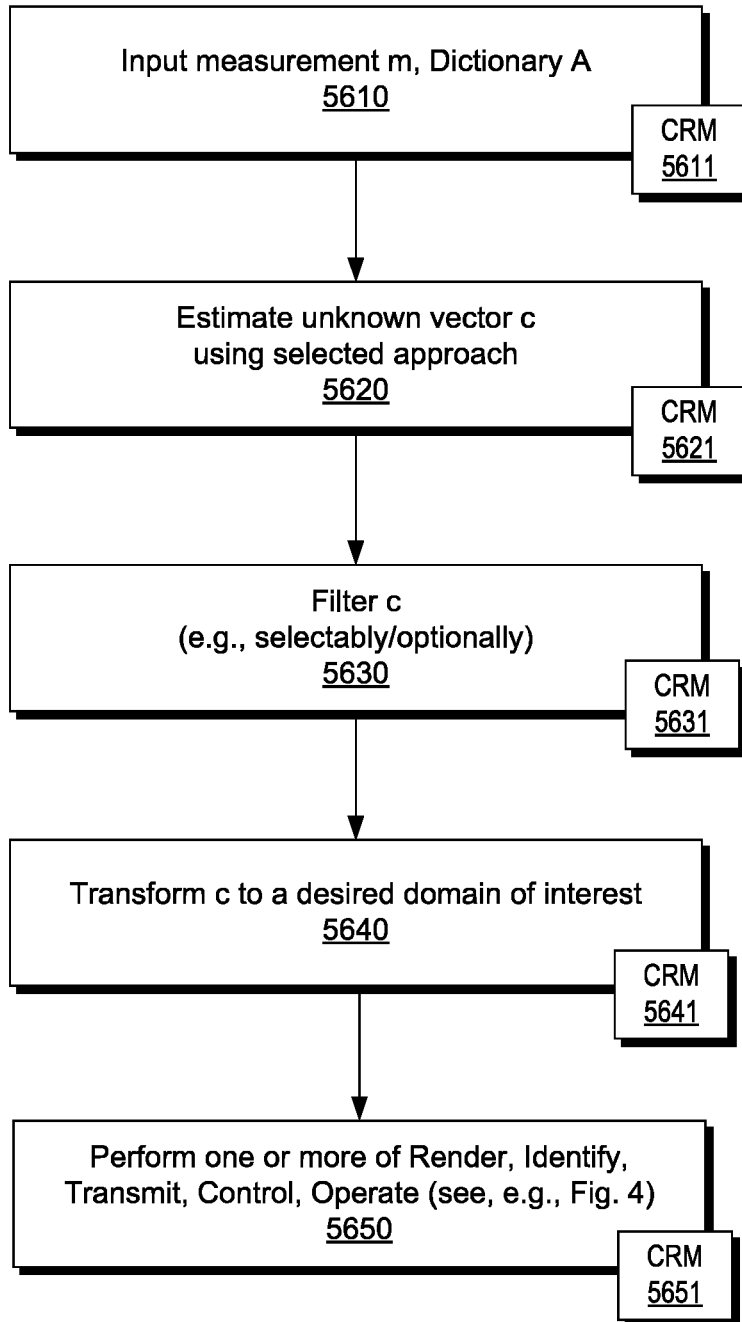 Input measurement m, Dictionary A
5610
CRM
5611
Estimate unknown vector c
using selected approach
5620
CRM
5621
Filter c
(e.g., selectably/optionally)
5630
CRM
5631
Transform c to a desired domain of interest
5640
CRM
5641
Perform one or more of Render, Identify,
Transmit, Control, Operate (see, e.g., Fig. 4)
5650
CRM
5651